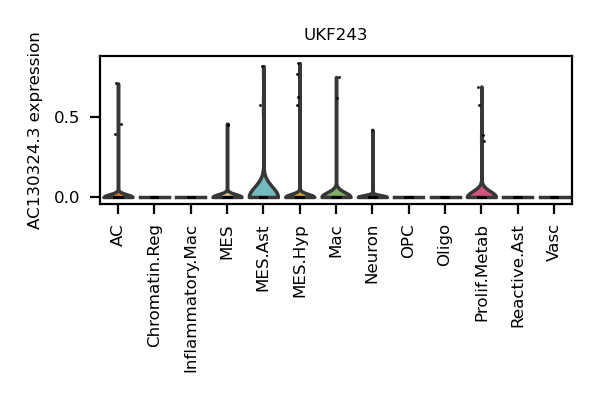 UKF243
AC130324.3 expression
0.5
0.0
AC
Chromatin.Reg
Inflammatory.Mac
MES
MES.Ast
MES.Hyp
Mac
Neuron
OPC
Oligo
Prolif.Metab
Reactive.Ast
Vasc